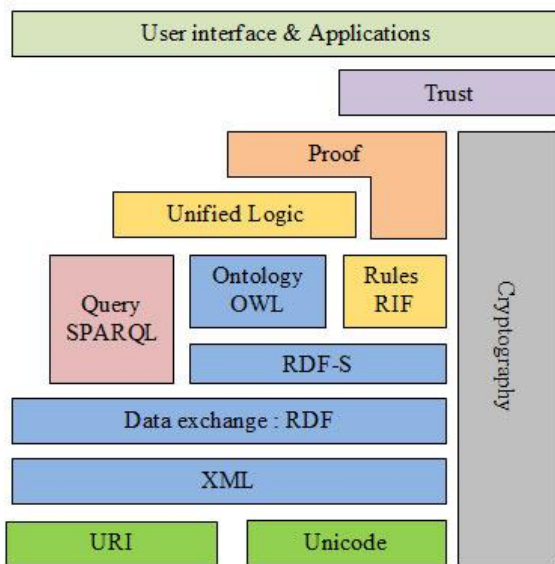 User interface & Applications
Trust
Proof
Unified Logic
Query
SPARQL
Ontology
OWL
Rules
RIF
Cryptography
RDF-S
Data exchange : RDF
XML
URI
Unicode